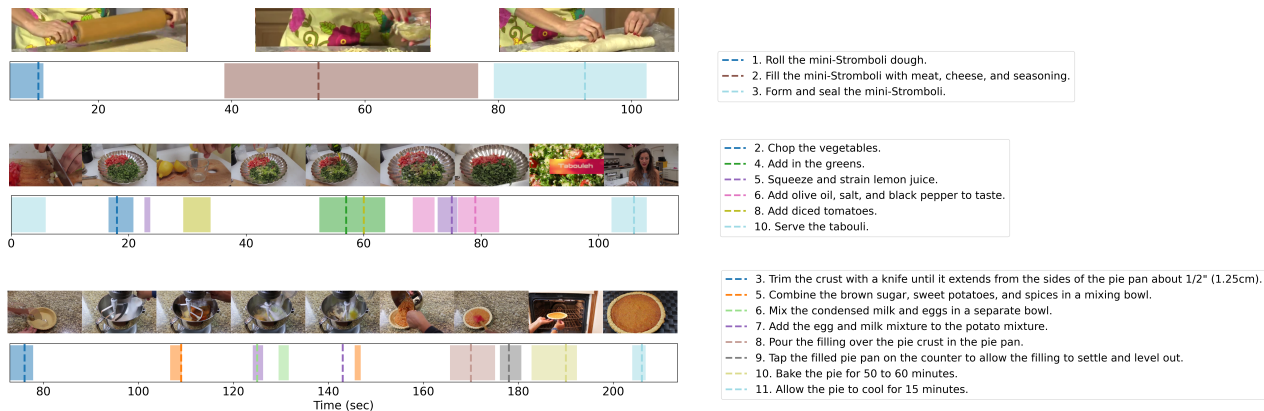 1. Roll the mini-Stromboli dough.
2. Fill the mini-Stromboli with meat, cheese, and seasoning.
3. Form and seal the mini-Stromboli.
20 40 60 80 100
Tabouleh
2. Chop the vegetables.
4. Add in the greens.
5. Squeeze and strain lemon juice.
6. Add olive oil, salt, and black pepper to taste.
8. Add diced tomatoes.
10. Serve the tabouli.
0 20 40 60 80 100
3. Trim the crust with a knife until it extends from the sides of the pie pan about 1/2" (1.25cm).
5. Combine the brown sugar, sweet potatoes, and spices in a mixing bowl.
6. Mix the condensed milk and eggs in a separate bowl.
7. Add the egg and milk mixture to the potato mixture.
8. Pour the filling over the pie crust in the pie pan.
9. Tap the filled pie pan on the counter to allow the filling to settle and level out.
10. Bake the pie for 50 to 60 minutes.
11. Allow the pie to cool for 15 minutes.
80 100 120 140 160 180 200
Time (sec)